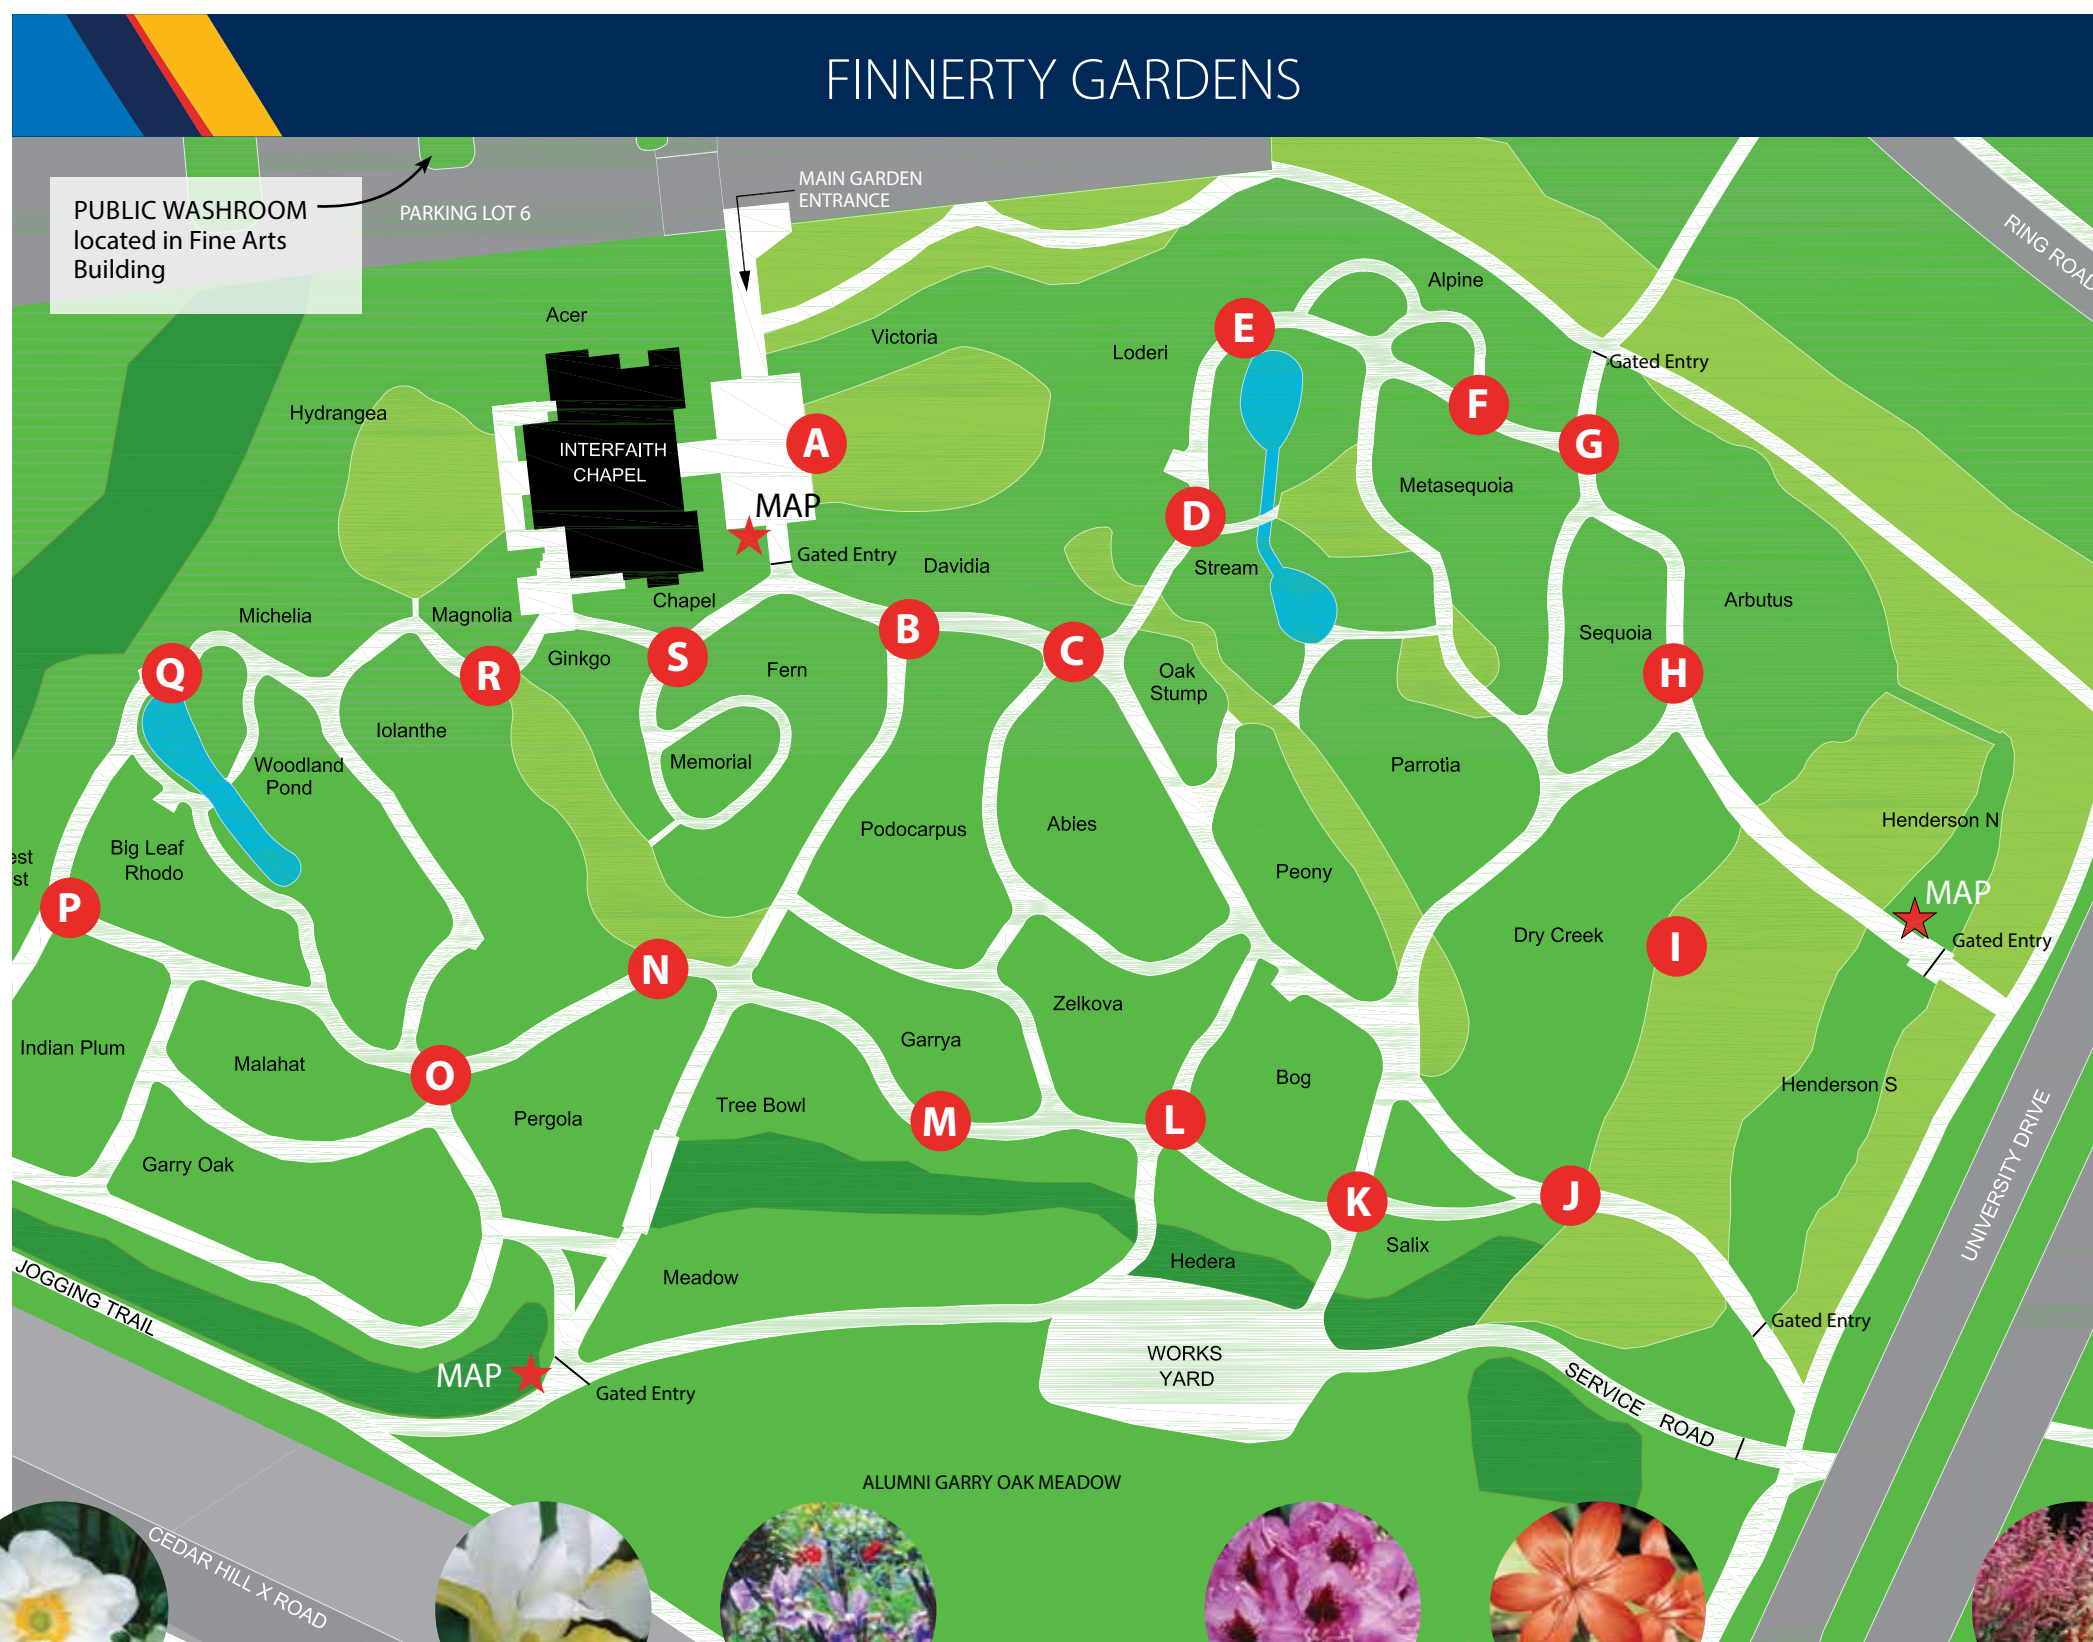 FINNERTY GARDENS
PUBLIC WASHROOM
located in Fine Arts
Building
PARKING LOT 6
MAIN GARDEN
ENTRANCE
RING ROAD
Acer
Alpine
Victoria
Loderi
Gated Entry
E
Hydrangea
F
INTERFAITH
CHAPEL
A
G
Metasequoia
MAP
D
Gated Entry
Davidia
Stream
Chapel
Arbutus
Michelia
Magnolia
B
Sequoia
C
Ginkgo
S
Fern
Q
R
Oak
Stump
H
Iolanthe
Memorial
Woodland
Pond
Parrotia
Podocarpus
Abies
Henderson N
Big Leaf
Rhodo
est
st
Peony
MAP
P
Dry Creek
I
Gated Entry
N
Zelkova
Indian Plum
Garrya
Malahat
O
Bog
Henderson S
Pergola
Tree Bowl
M
L
Garry Oak
K
J
UNIVERSITY DRIVE
Salix
Hedera
Meadow
JOGGING TRAIL
Gated Entry
WORKS
YARD
MAP
Gated Entry
SERVICE ROAD
ALUMNI GARRY OAK MEADOW
CEDAR HILL X ROAD